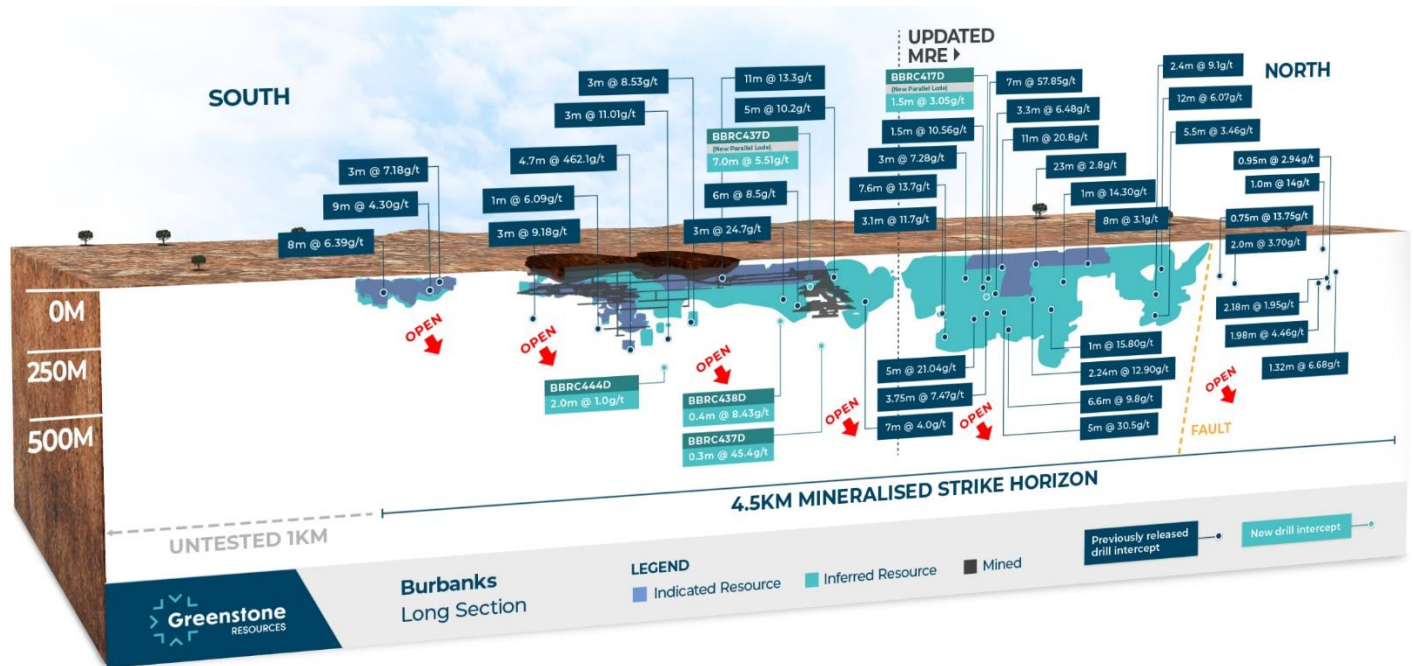 UPDATED
MRE
SOUTH
NORTH
3m @ 8.53g/t
11m @ 13.3g/t
BBRC417D
(New Parallel Lode)
1.5m @ 3.05g/t
7m @ 57.85g/t
2.4m @ 9.1g/t
3m @ 11.01g/t
5m @ 10.2g/t
3.3m @ 6.48g/t
12m @ 6.07g/t
BBRC437D
(New Parallel Lode)
7.0m @ 5.51g/t
1.5m @ 10.56g/t
11m @ 20.8g/t
5.5m @ 3.46g/t
3m @ 7.18g/t
4.7m @ 462.1g/t
3m @ 7.28g/t
23m @ 2.8g/t
0.95m @ 2.94g/t
9m @ 4.30g/t
1m @ 6.09g/t
6m @ 8.5g/t
7.6m @ 13.7g/t
1m @ 14.30g/t
1.0m @ 14g/t
8m @ 6.39g/t
3m @ 9.18g/t
3m @ 24.7g/t
3.1m @ 11.7g/t
8m @ 3.1g/t
0.75m @ 13.75g/t
2.0m @ 3.70g/t
0M
250M
500M
OPEN
OPEN
OPEN
OPEN
OPEN
OPEN
2.18m @ 1.95g/t
1.98m @ 4.46g/t
1.32m @ 6.68g/t
BBRC444D
2.0m @ 1.0g/t
BBRC438D
0.4m @ 8.43g/t
BBRC437D
0.3m @ 45.4g/t
5m @ 21.04g/t
3.75m @ 7.47g/t
7m @ 4.0g/t
1m @ 15.80g/t
2.24m @ 12.90g/t
6.6m @ 9.8g/t
5m @ 30.5g/t
FAULT
4.5KM MINERALISED STRIKE HORIZON
UNTESTED 1KM
Greenstone
RESOURCES
Burbanks
Long Section
LEGEND
Indicated Resource
Inferred Resource
Mined
Previously released
drill intercept
New drill intercept